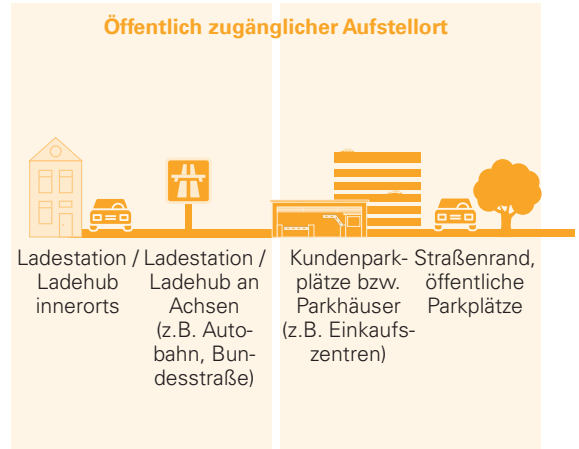 Öffentlich zugänglicher Aufstellort
Ladestation /
Ladehub
innerorts
Ladestation /
Ladehub an
Achsen
(z.B. Auto-
bahn, Bun-
desstraße)
Kundenpark-
plätze bzw.
Parkhäuser
(z.B. Einkaufs-
zentren)
Straßenrand,
öffentliche
Parkplätze